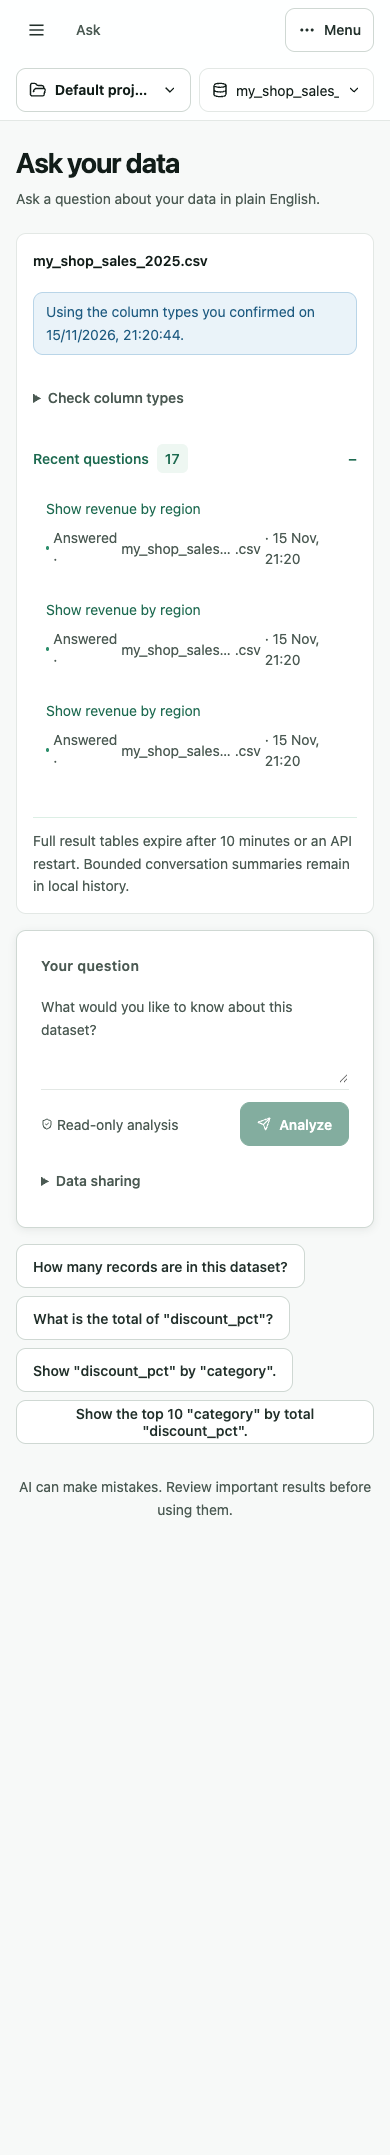 Ask
Menu
Default proj...
my_shop_sales_
Ask your data
Ask a question about your data in plain English.
my_shop_sales_2025.csv
Using the column types you confirmed on
15/11/2026, 21:20:44.
Check column types
Recent questions 17 –
Show revenue by region
Answered · my_shop_sales... .csv · 15 Nov, 21:20
Show revenue by region
Answered · my_shop_sales... .csv · 15 Nov, 21:20
Show revenue by region
Answered · my_shop_sales... .csv · 15 Nov, 21:20
Full result tables expire after 10 minutes or an API
restart. Bounded conversation summaries remain
in local history.
Your question
What would you like to know about this
dataset?
Read-only analysis
Analyze
Data sharing
How many records are in this dataset?
What is the total of "discount_pct"?
Show "discount_pct" by "category".
Show the top 10 "category" by total
"discount_pct".
AI can make mistakes. Review important results before
using them.